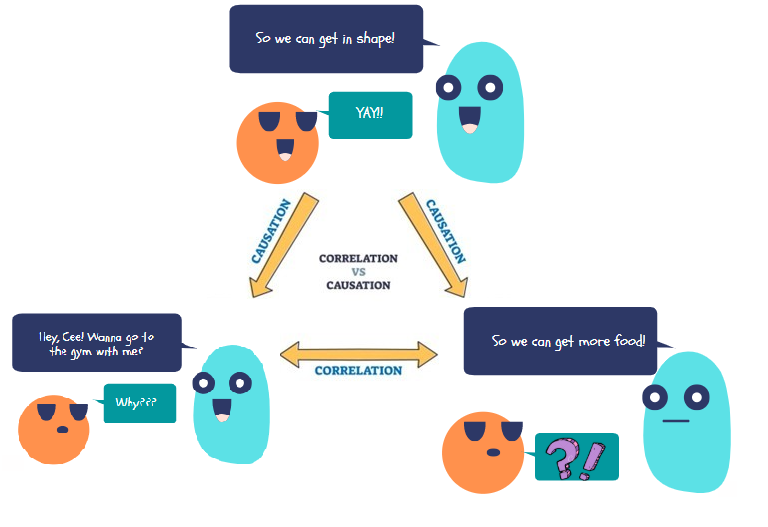 So we can get in shape!
YAY!!
CAUSATION
CAUSATION
CORRELATION
VS
CAUSATION
Hey, Cee! Wanna go to
the gym with me?
Why???
CORRELATION
So we can get more food!
?!